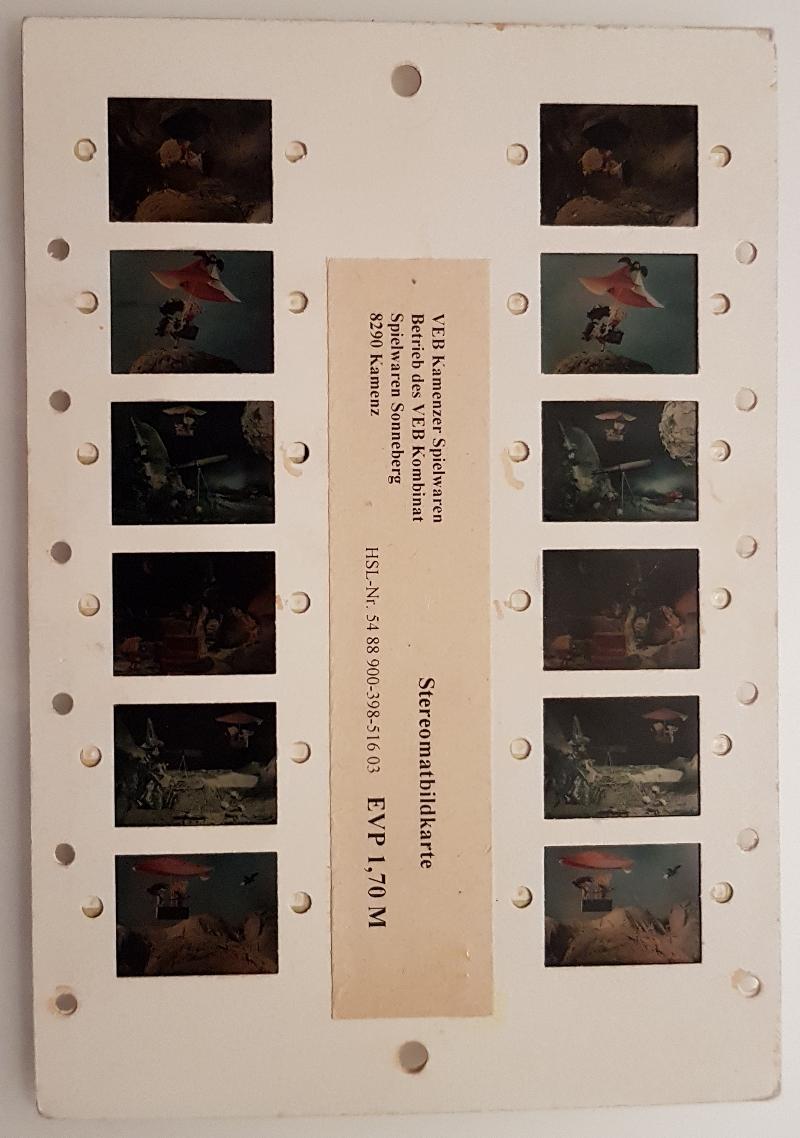 VEB Kamenzer Spielwaren
Betrieb des VEB Kombinat
Spielwaren Sonneberg
8290 Kamenz
Stereomatbildkarte
HSL-Nr. 54 88 900-398-516 03 EVP 1,70 M